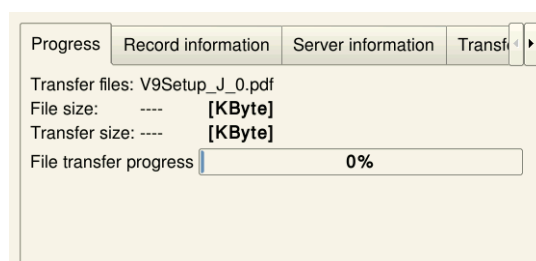 Progress Record information Server information Transf
Transfer files: V9Setup_J_0.pdf
File size: ---- [KByte]
Transfer size: ---- [KByte]
File transfer progress 0%